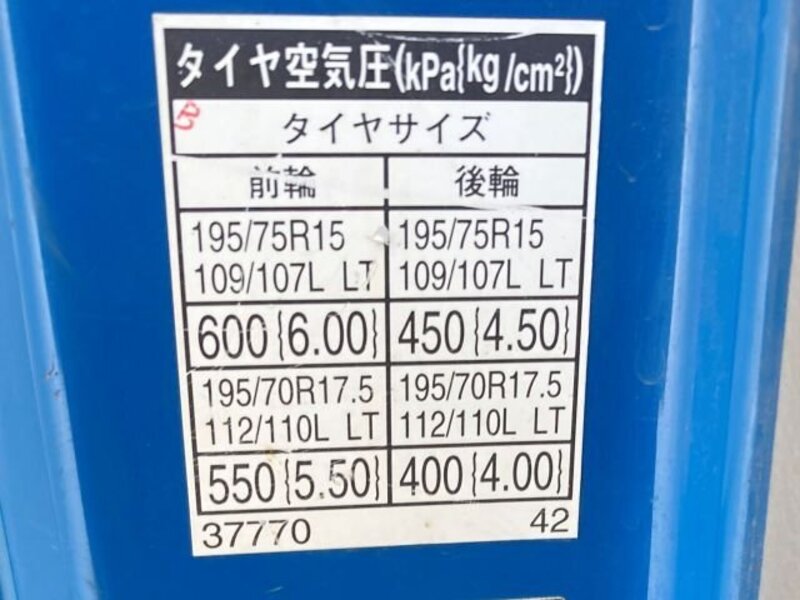 タイヤ空気圧(kPa{kg/cm²})
タイヤサイズ
前輪 後輪
195/75R15 195/75R15
109/107L LT 109/107L LT
600{6.00} 450{4.50}
195/70R17.5 195/70R17.5
112/110L LT 112/110L LT
550{5.50} 400{4.00}
37770 42